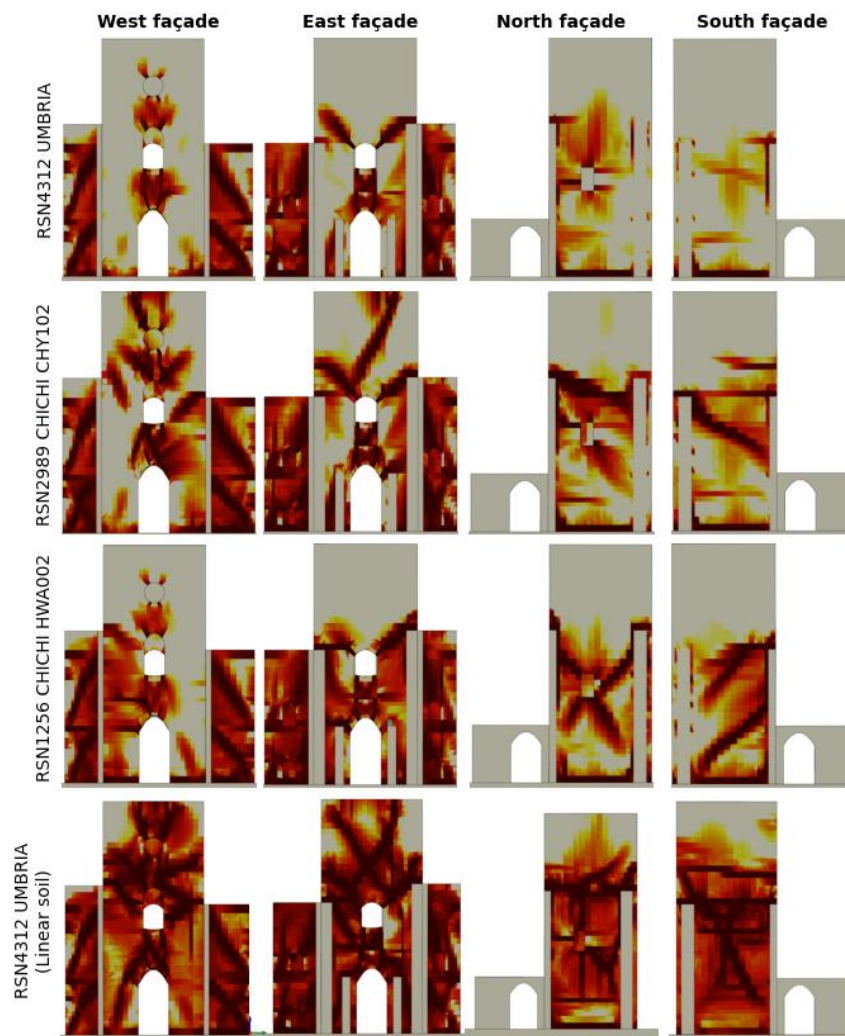 West façade
East façade
North façade
South façade
RSN4312 UMBRIA
RSN2989 CHICHI CHY102
RSN1256 CHICHI HWA002
RSN4312 UMBRIA
(Linear soil)